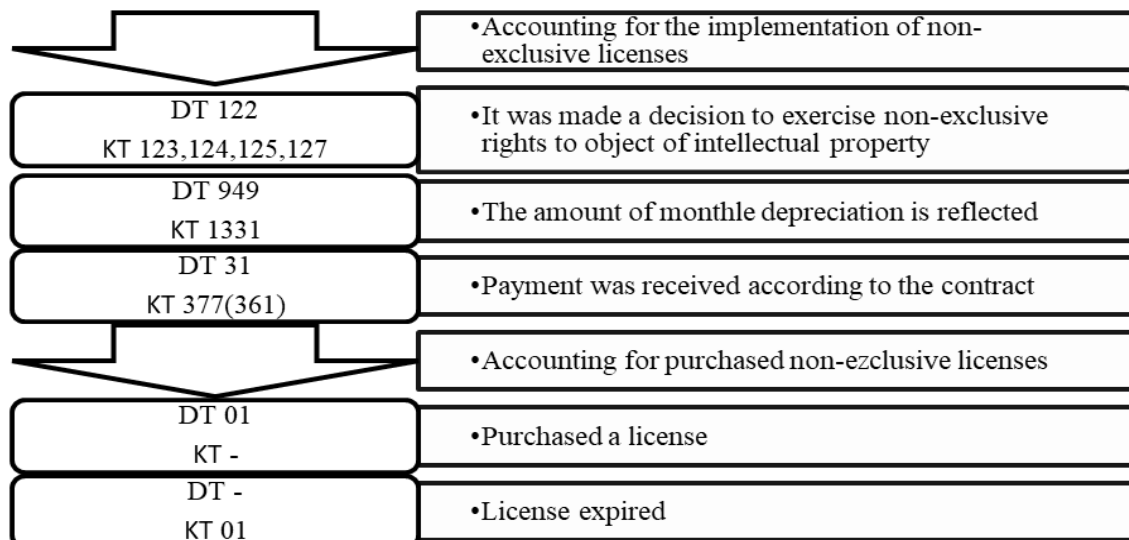 •Accounting for the implementation of non-
exclusive licenses
DT 122
KT 123,124,125,127
•It was made a decision to exercise non-exclusive
rights to object of intellectual property
DT 949
KT 1331
•The amount of monthle depreciation is reflected
DT 31
KT 377(361)
•Payment was received according to the contract
•Accounting for purchased non-ezclusive licenses
DT 01
KT -
•Purchased a license
DT -
KT 01
•License expired